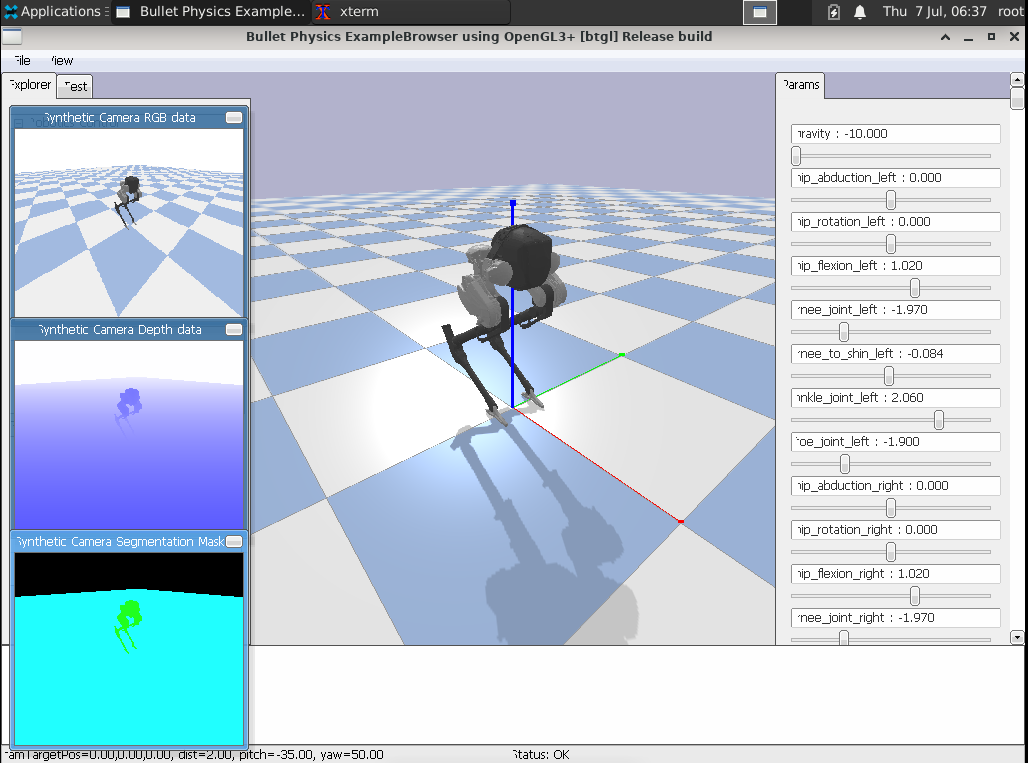 Applications Bullet Physics Example... xterm Thu 7 Jul, 06:37 root
Bullet Physics ExampleBrowser using OpenGL3+ [btgl] Release build
File View
Explorer Test Params
Synthetic Camera RGB data
Synthetic Camera Depth data
Synthetic Camera Segmentation Mask
gravity : -10.000
hip_abduction_left : 0.000
hip_rotation_left : 0.000
hip_flexion_left : 1.020
knee_joint_left : -1.970
knee_to_shin_left : -0.084
ankle_joint_left : 2.060
toe_joint_left : -1.900
hip_abduction_right : 0.000
hip_rotation_right : 0.000
hip_flexion_right : 1.020
knee_joint_right : -1.970
camTargetPos=0.00,0.00,0.00, dist=2.00, pitch=-35.00, yaw=50.00 Status: OK